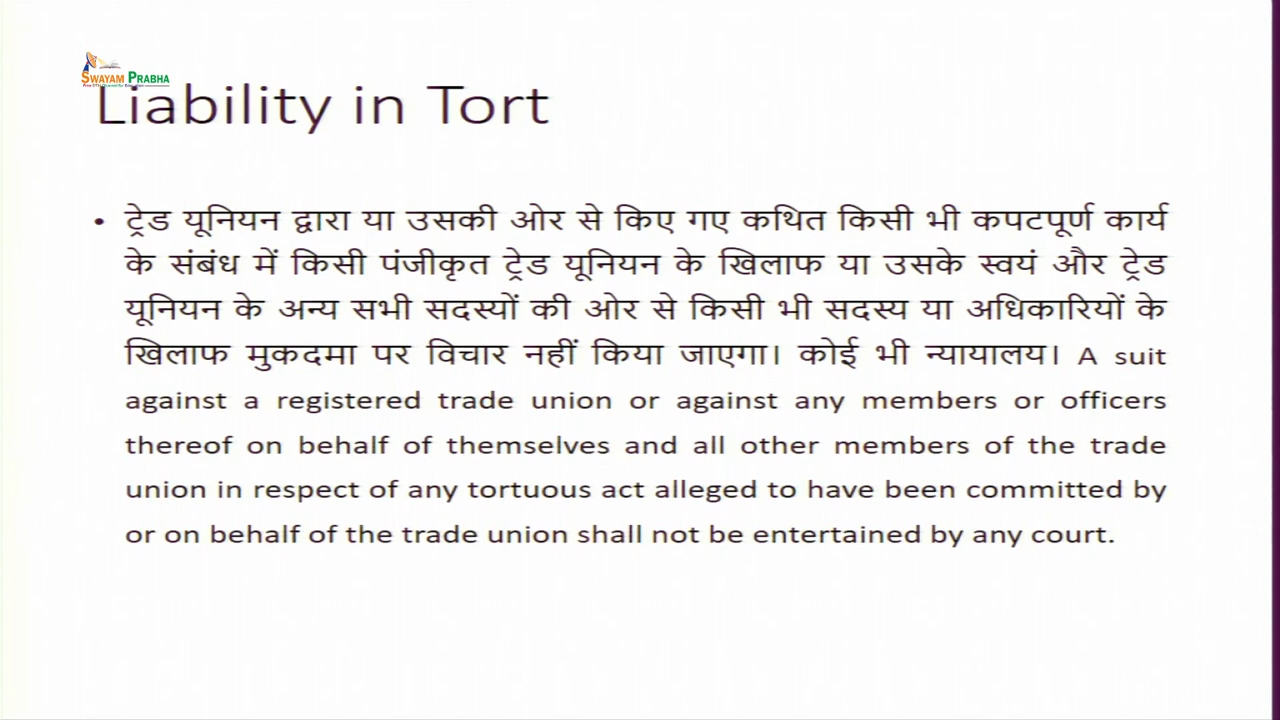 SWAYAM PRABHA
Liability in Tort
• ट्रेड यूनियन द्वारा या उसकी ओर से किए गए कथित किसी भी कपटपूर्ण कार्य
के संबंध में किसी पंजीकृत ट्रेड यूनियन के खिलाफ या उसके स्वयं और ट्रेड
यूनियन के अन्य सभी सदस्यों की ओर से किसी भी सदस्य या अधिकारियों के
खिलाफ मुकदमा पर विचार नहीं किया जाएगा। कोई भी न्यायालय। A suit
against a registered trade union or against any members or officers
thereof on behalf of themselves and all other members of the trade
union in respect of any tortuous act alleged to have been committed by
or on behalf of the trade union shall not be entertained by any court.